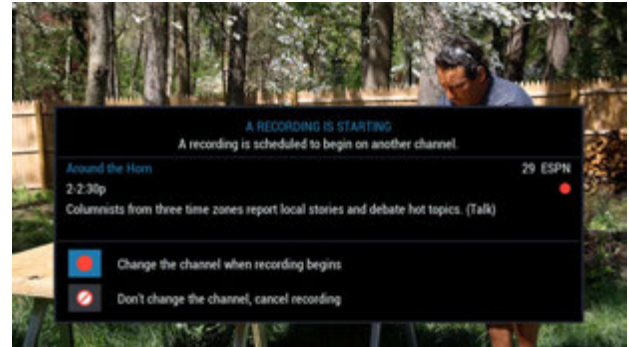 A RECORDING IS STARTING
A recording is scheduled to begin on another channel.
Around the Horn 29 ESPN
2-2:30p
Columnists from three time zones report local stories and debate hot topics. (Talk)
Change the channel when recording begins
Don't change the channel, cancel recording